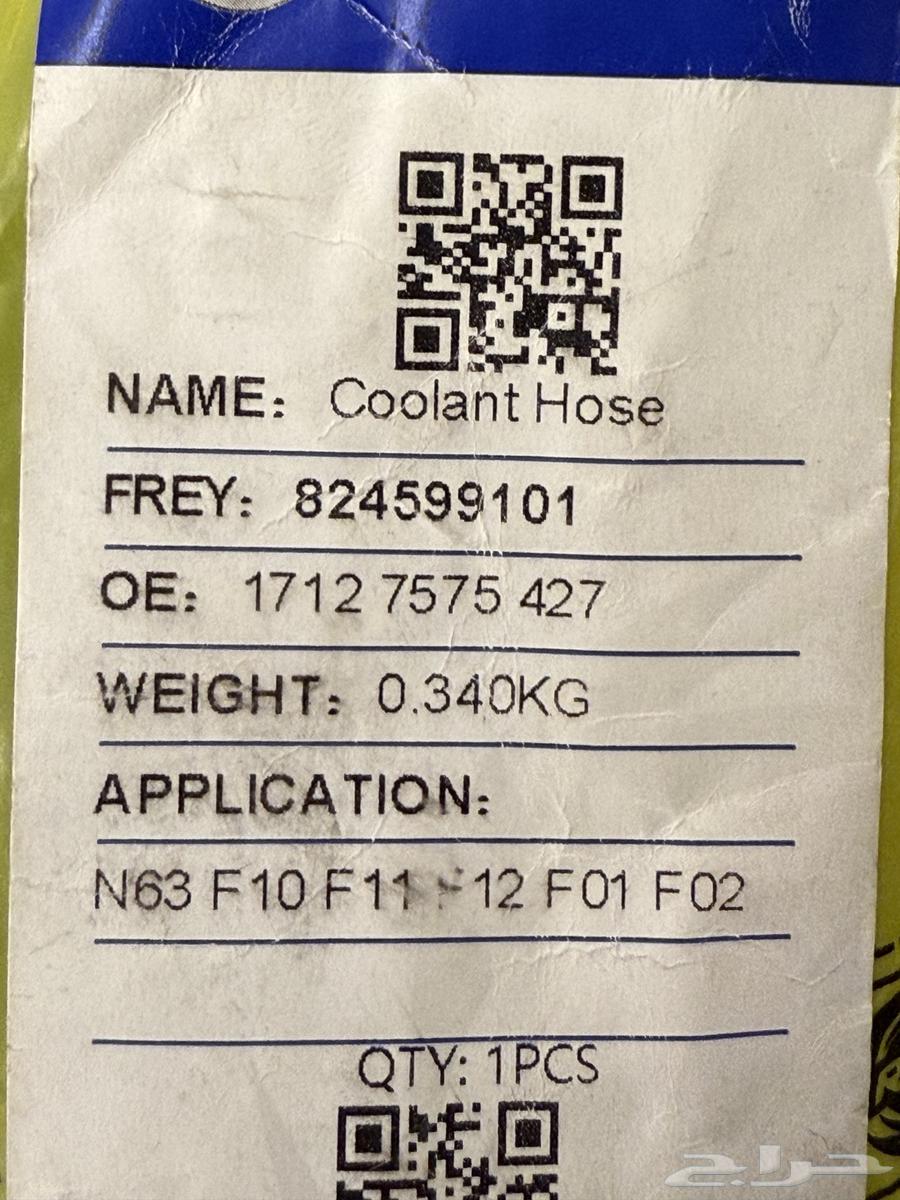 NAME: Coolant Hose
FREY: 824599101
OE: 1712 7575 427
WEIGHT: 0.340KG
APPLICATION:
N63 F10 F11 F12 F01 F02
QTY: 1PCS
حراج